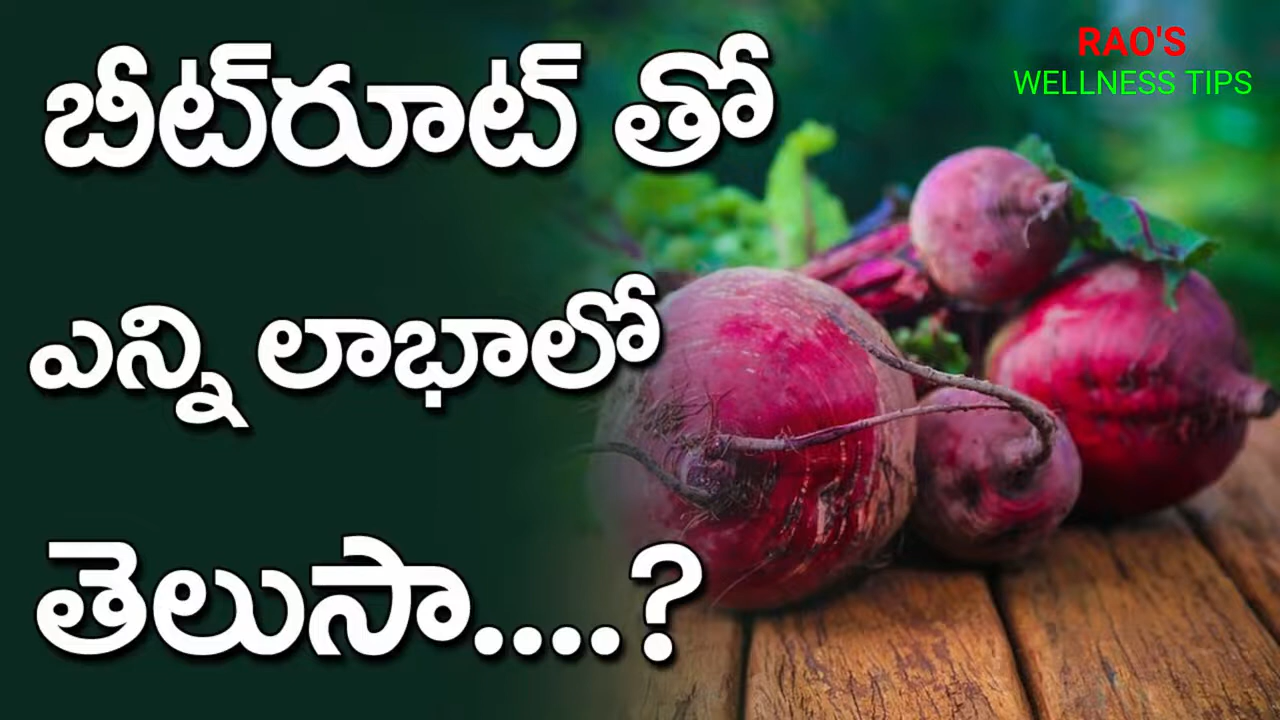 బీట్‌రూట్ తో
ఎన్ని లాభాలో
తెలుసా....?
RAO'S
WELLNESS TIPS